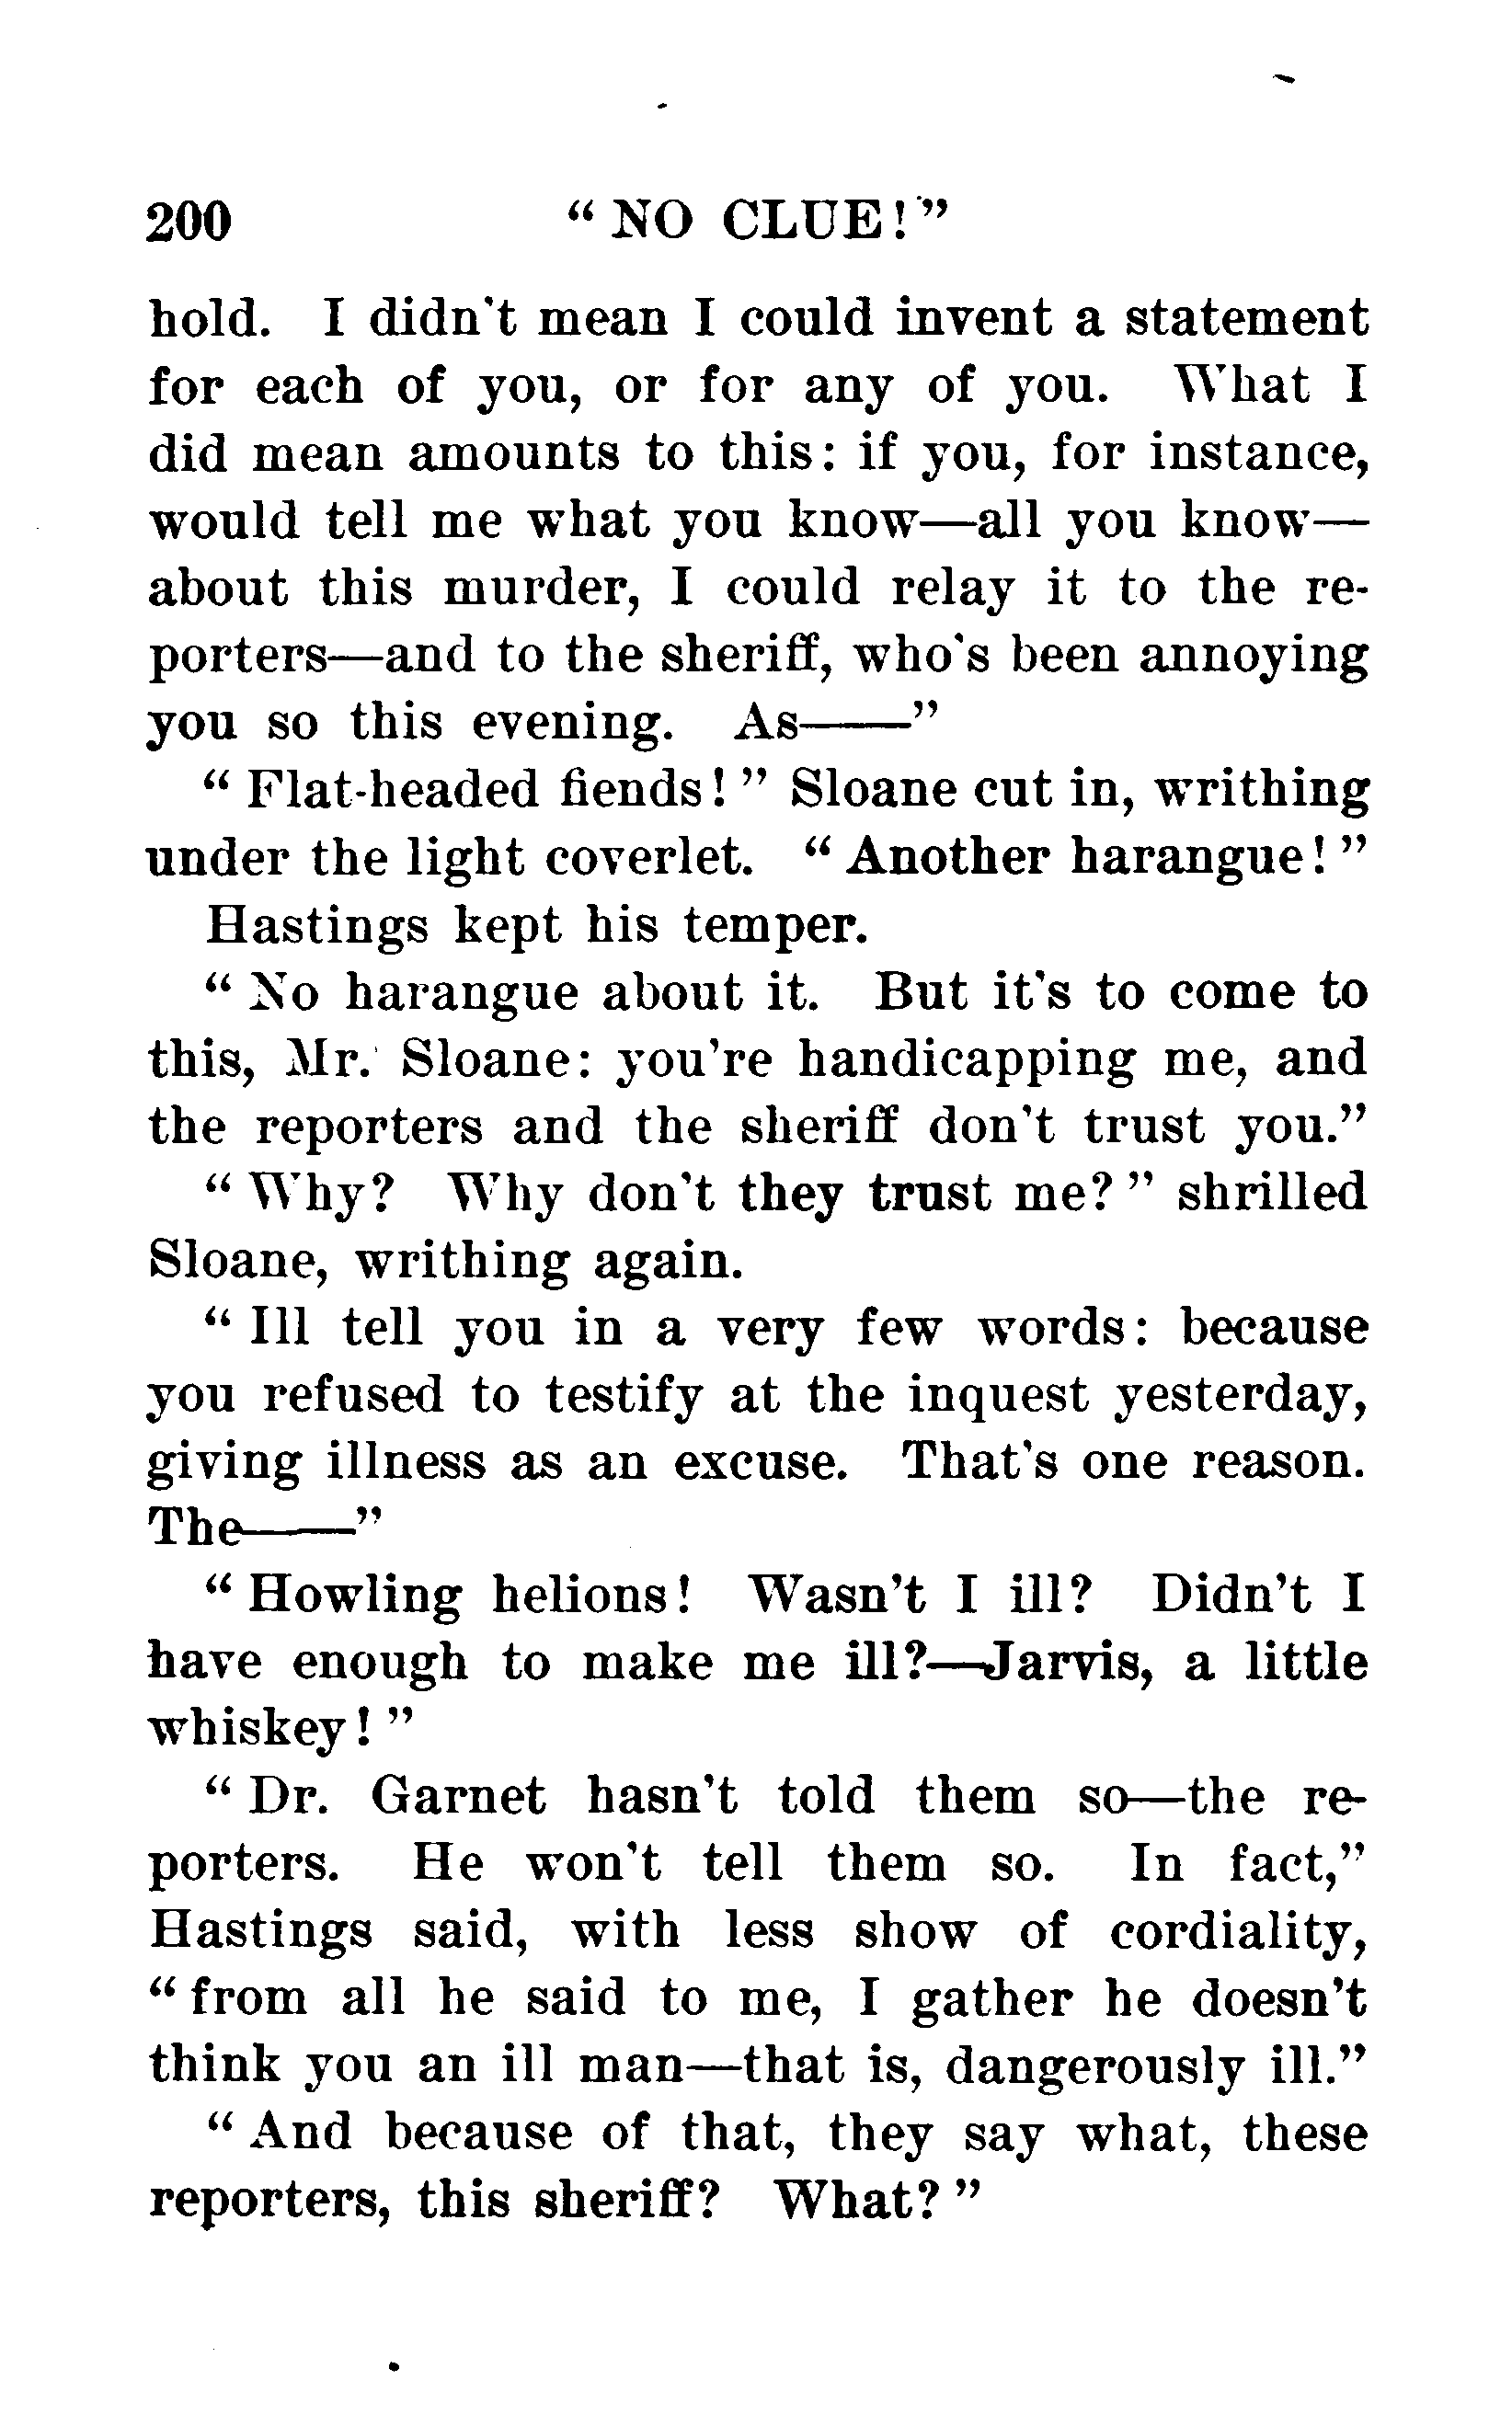 200 “ NO CLUE!”
hold. I didn't mean I could invent a statement
for each of you, or for any of you. What I
did mean amounts to this: if you, for instance,
would tell me what you know—all you know—
about this murder, I could relay it to the re-
porters—and to the sheriff, who's been annoying
you so this evening. As——”
“ Flat-headed fiends! ” Sloane cut in, writhing
under the light coverlet. “ Another harangue! ”
Hastings kept his temper.
“ No harangue about it. But it's to come to
this, Mr. Sloane: you're handicapping me, and
the reporters and the sheriff don't trust you.”
“ Why? Why don't they trust me? ” shrilled
Sloane, writhing again.
“ Ill tell you in a very few words: because
you refused to testify at the inquest yesterday,
giving illness as an excuse. That's one reason.
The——”
“ Howling helions! Wasn't I ill? Didn't I
have enough to make me ill?—Jarvis, a little
whiskey! ”
“ Dr. Garnet hasn't told them so—the re-
porters. He won't tell them so. In fact,”
Hastings said, with less show of cordiality,
“ from all he said to me, I gather he doesn't
think you an ill man—that is, dangerously ill.”
“ And because of that, they say what, these
reporters, this sheriff? What? ”